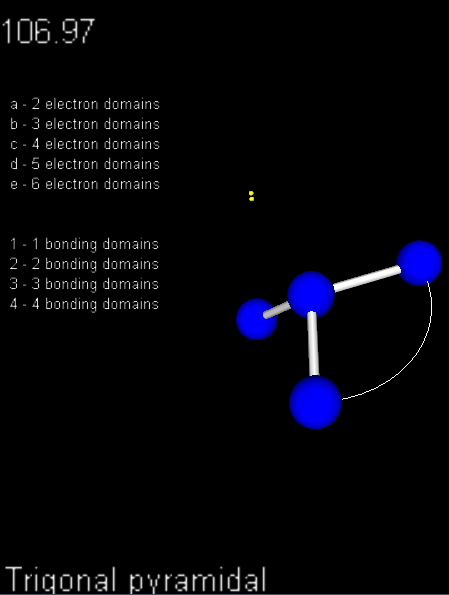 106.97
a - 2 electron domains
b - 3 electron domains
c - 4 electron domains
d - 5 electron domains
e - 6 electron domains
1 - 1 bonding domains
2 - 2 bonding domains
3 - 3 bonding domains
4 - 4 bonding domains
Trigonal pyramidal